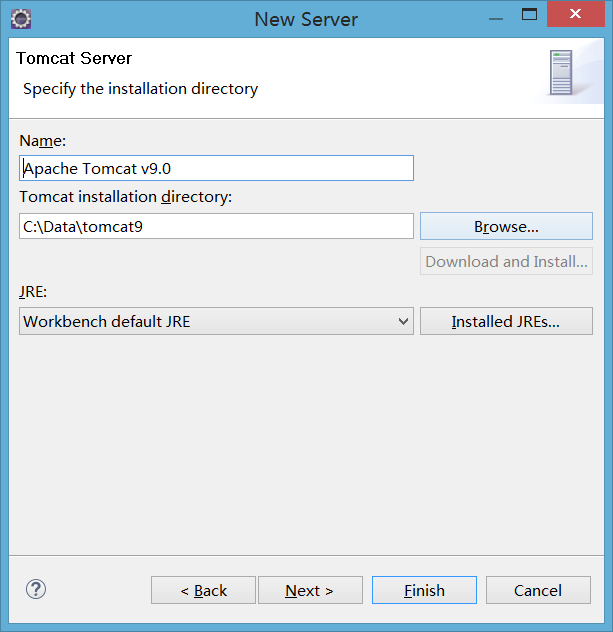 New Server
Tomcat Server
Specify the installation directory
Name:
Apache Tomcat v9.0
Tomcat installation directory:
C:\Data\tomcat9
Browse...
Download and Install...
JRE:
Workbench default JRE
Installed JREs...
?
< Back
Next >
Finish
Cancel